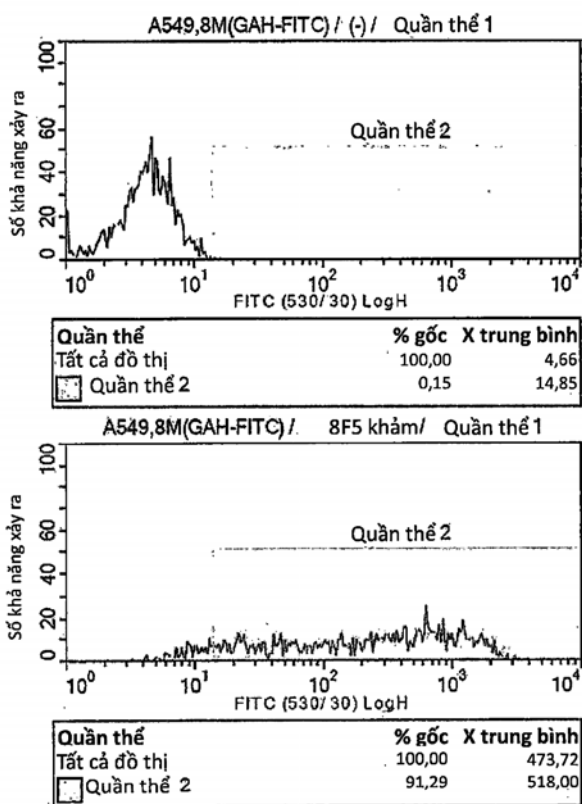 A549,8M(GAH-FITC) / (-) / Quần thể 1
100
80
60
40
20
0
Số khả năng xảy ra
Quần thể 2
10⁰ 10¹ 10² 10³ 10⁴
FITC (530/30) LogH
Quần thể % gốc X trung bình
Tất cả đồ thị 100,00 4,66
Quần thể 2 0,15 14,85
A549,8M(GAH-FITC) / 8F5 khảm/ Quần thể 1
100
80
60
40
20
0
Số khả năng xảy ra
Quần thể 2
10⁰ 10¹ 10² 10³ 10⁴
FITC (530/30) LogH
Quần thể % gốc X trung bình
Tất cả đồ thị 100,00 473,72
Quần thể 2 91,29 518,00